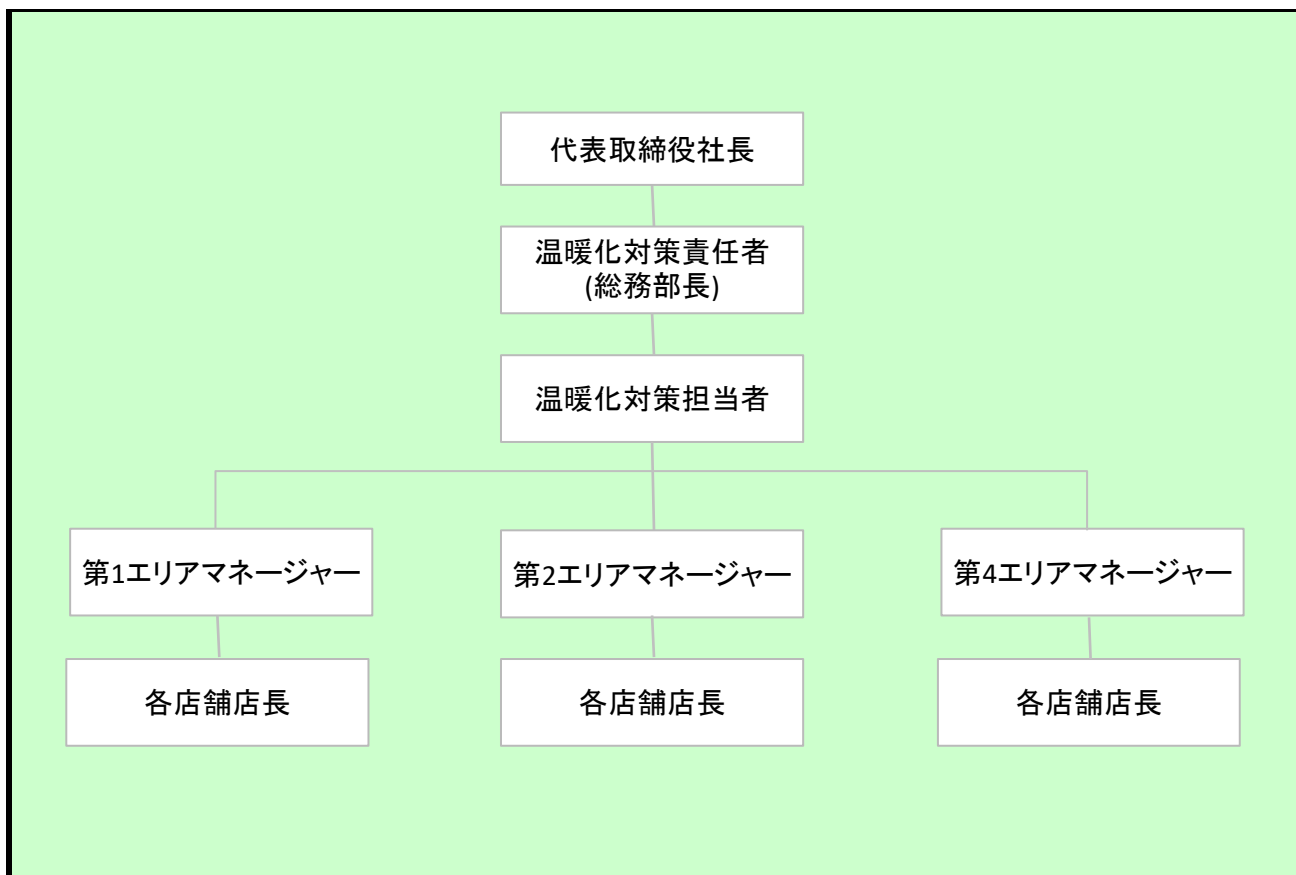 代表取締役社長
温暖化対策責任者
(総務部長)
温暖化対策担当者
第1エリアマネージャー
第2エリアマネージャー
第4エリアマネージャー
各店舗店長
各店舗店長
各店舗店長